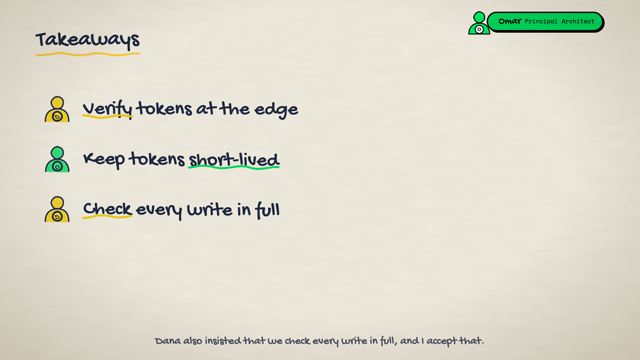 Omar Principal Architect
Takeaways
Verify tokens at the edge
Keep tokens short-lived
Check every write in full
Dana also insisted that we check every write in full, and I accept that.